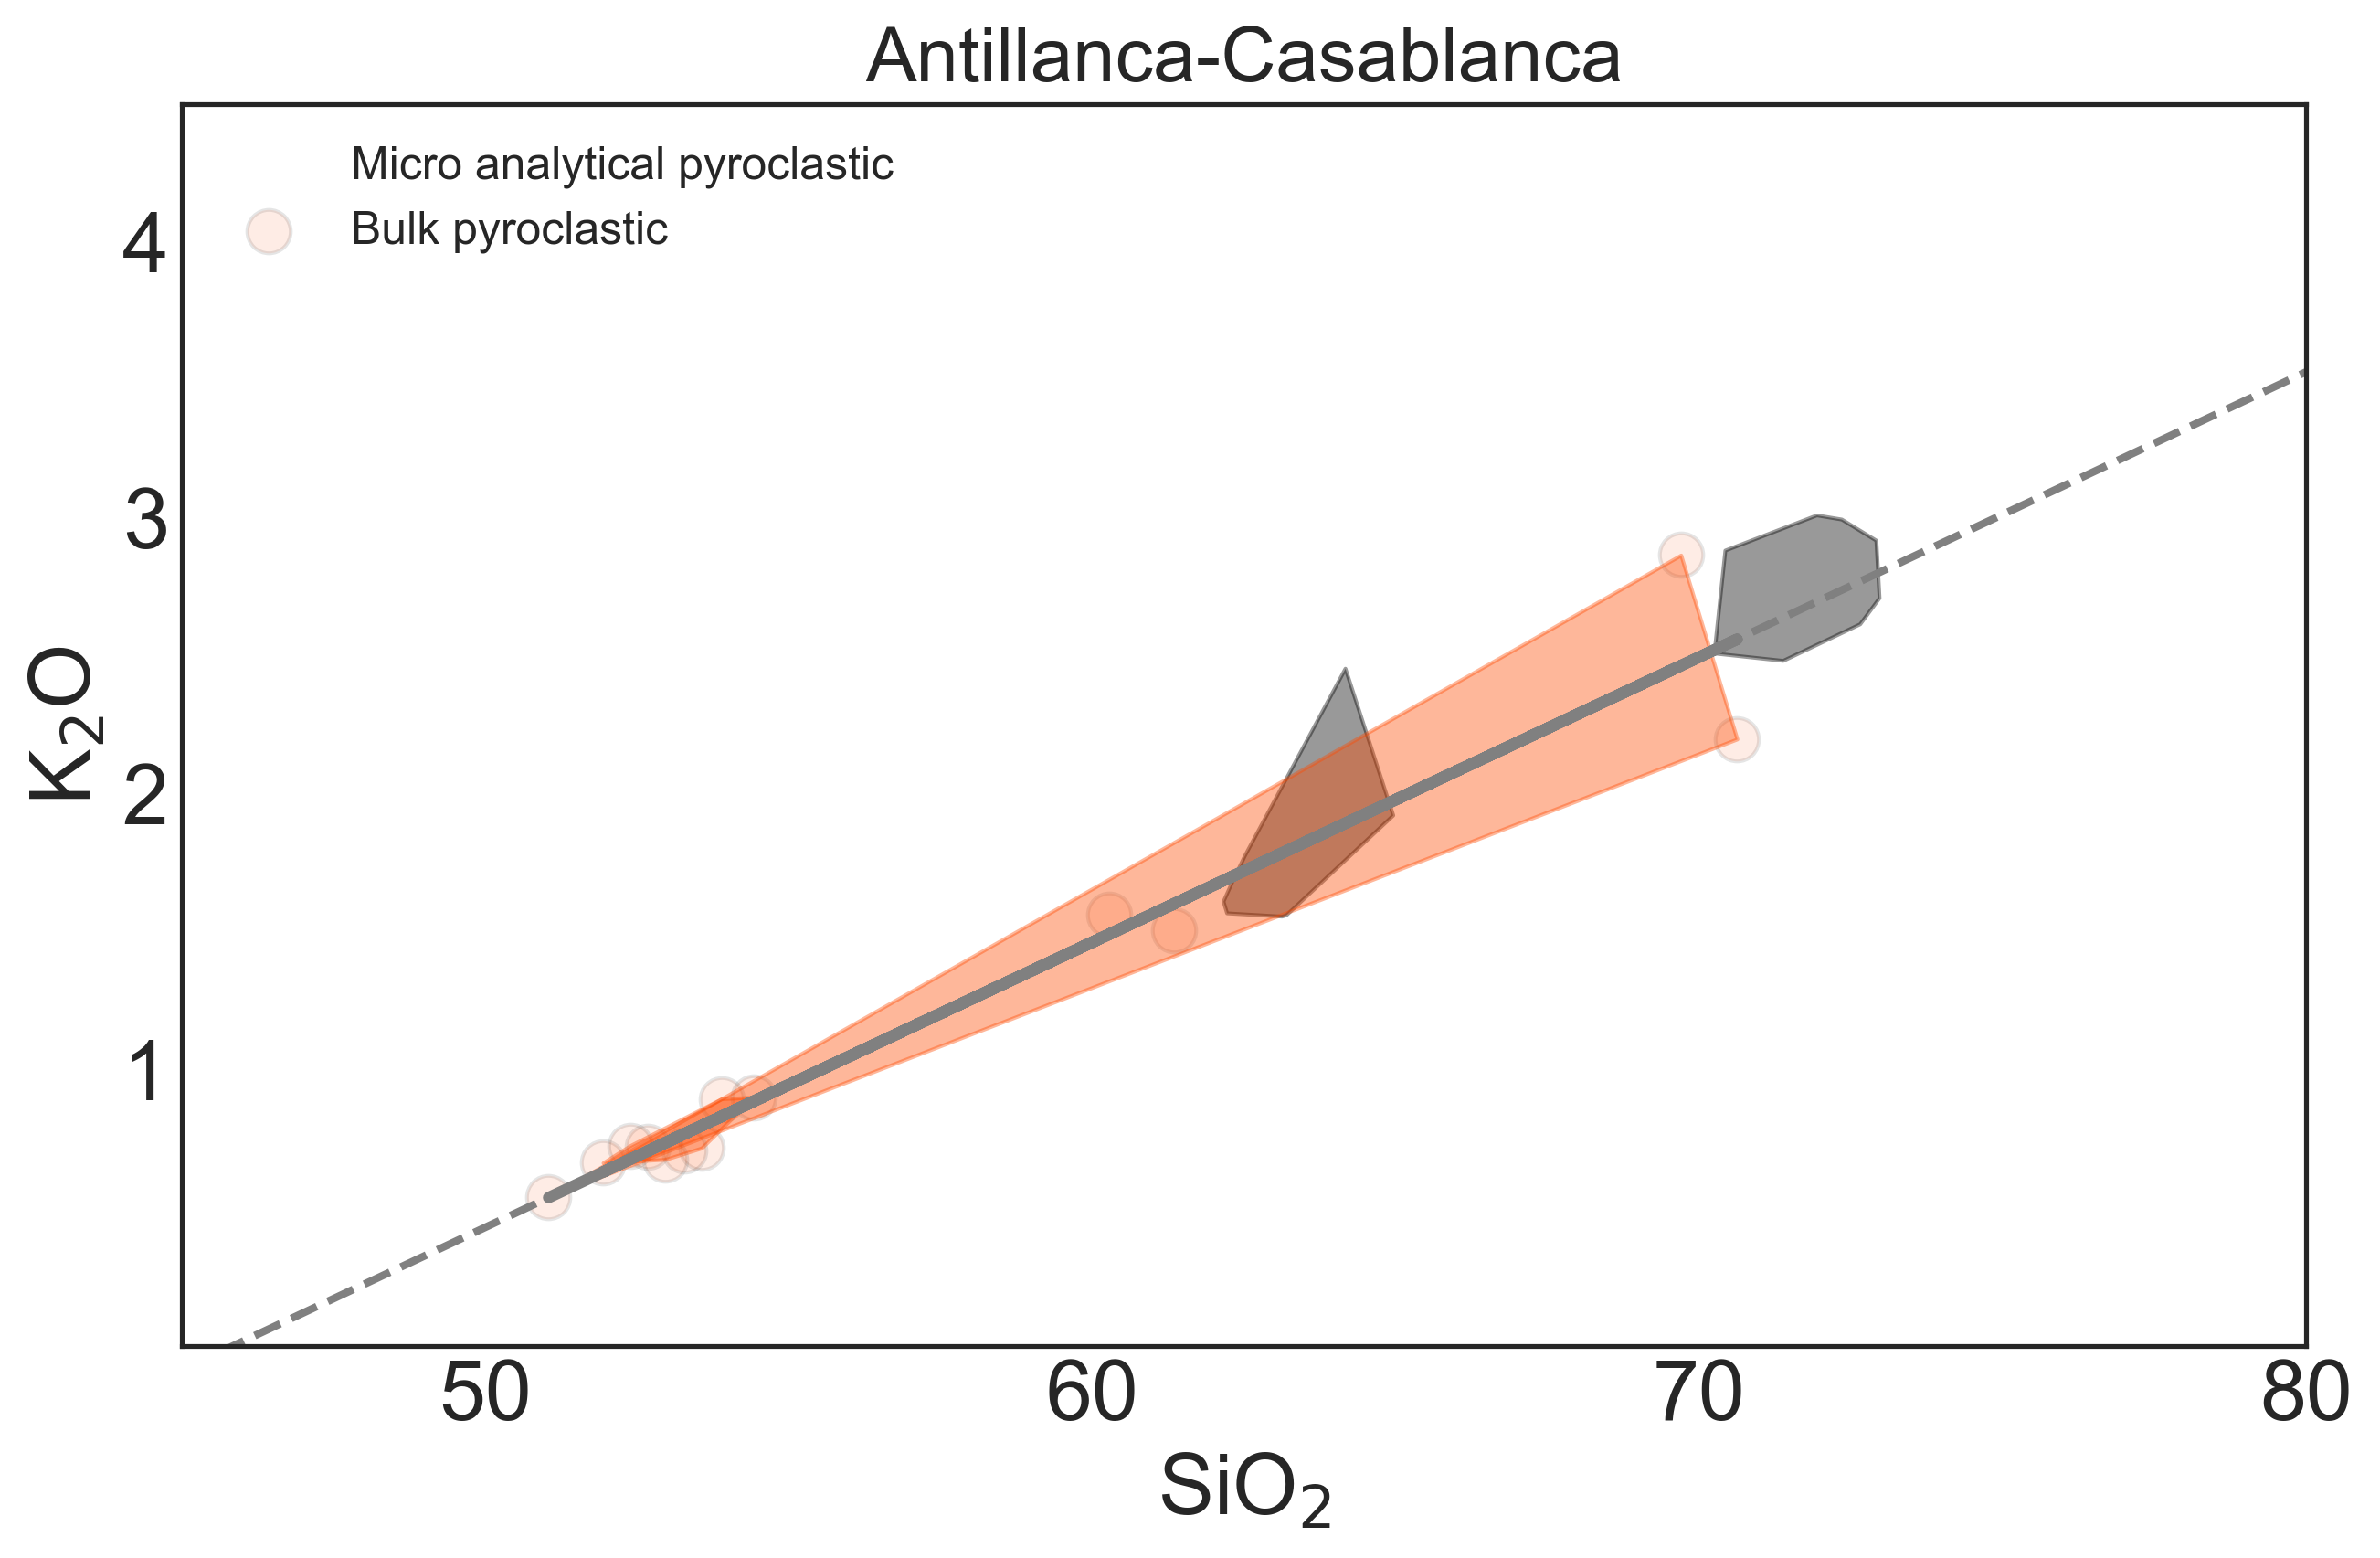 Antillanca-Casablanca
Micro analytical pyroclastic
Bulk pyroclastic
4
3
2
1
K₂O
50 60 70 80
SiO₂